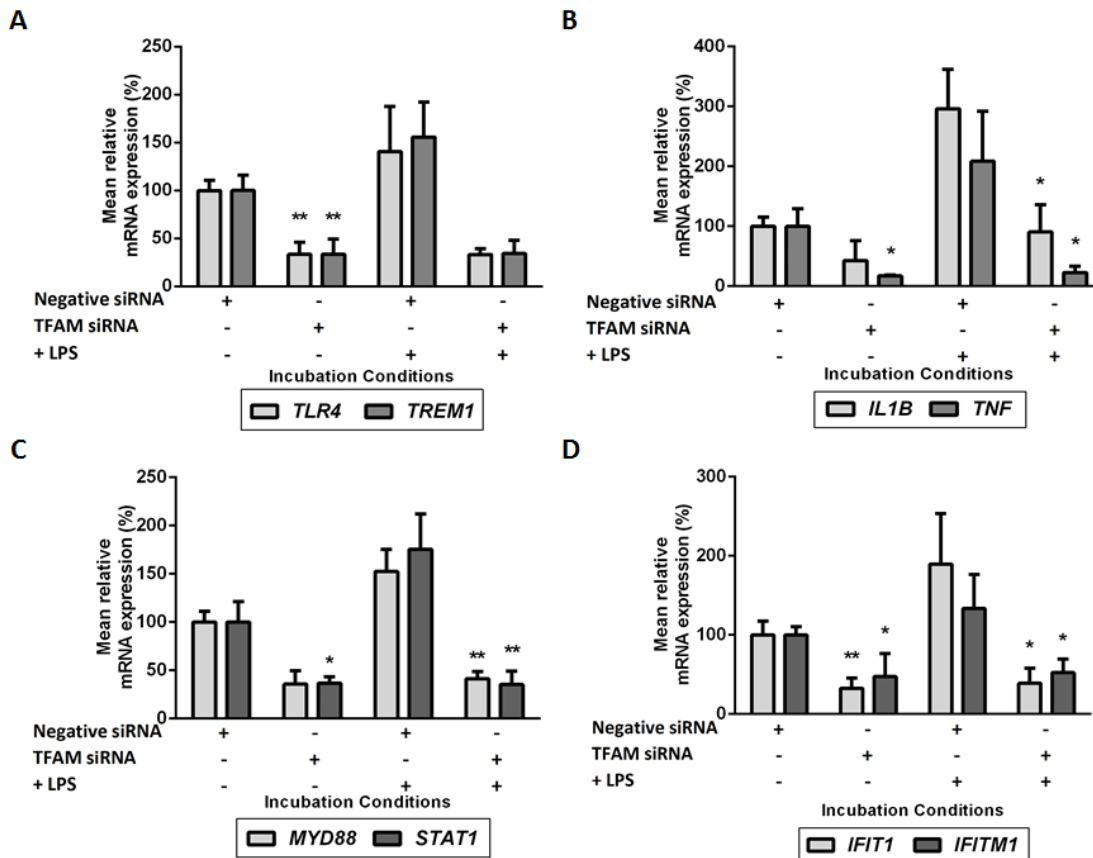 A
Mean relative
mRNA expression (%)
250
200
150
100
50
0
** **
Negative siRNA + - + -
TFAM siRNA - + - +
+ LPS - - + +
Incubation Conditions
TLR4 TREM1
B
Mean relative
mRNA expression (%)
400
300
200
100
0
* * *
Negative siRNA + - + -
TFAM siRNA - + - +
+ LPS - - + +
Incubation Conditions
IL1B TNF
C
Mean relative
mRNA expression (%)
250
200
150
100
50
0
* ** **
Negative siRNA + - + -
TFAM siRNA - + - +
+ LPS - - + +
Incubation Conditions
MYD88 STAT1
D
Mean relative
mRNA expression (%)
300
200
100
0
** * * *
Negative siRNA + - + -
TFAM siRNA - + - +
+ LPS - - + +
Incubation Conditions
IFIT1 IFITM1